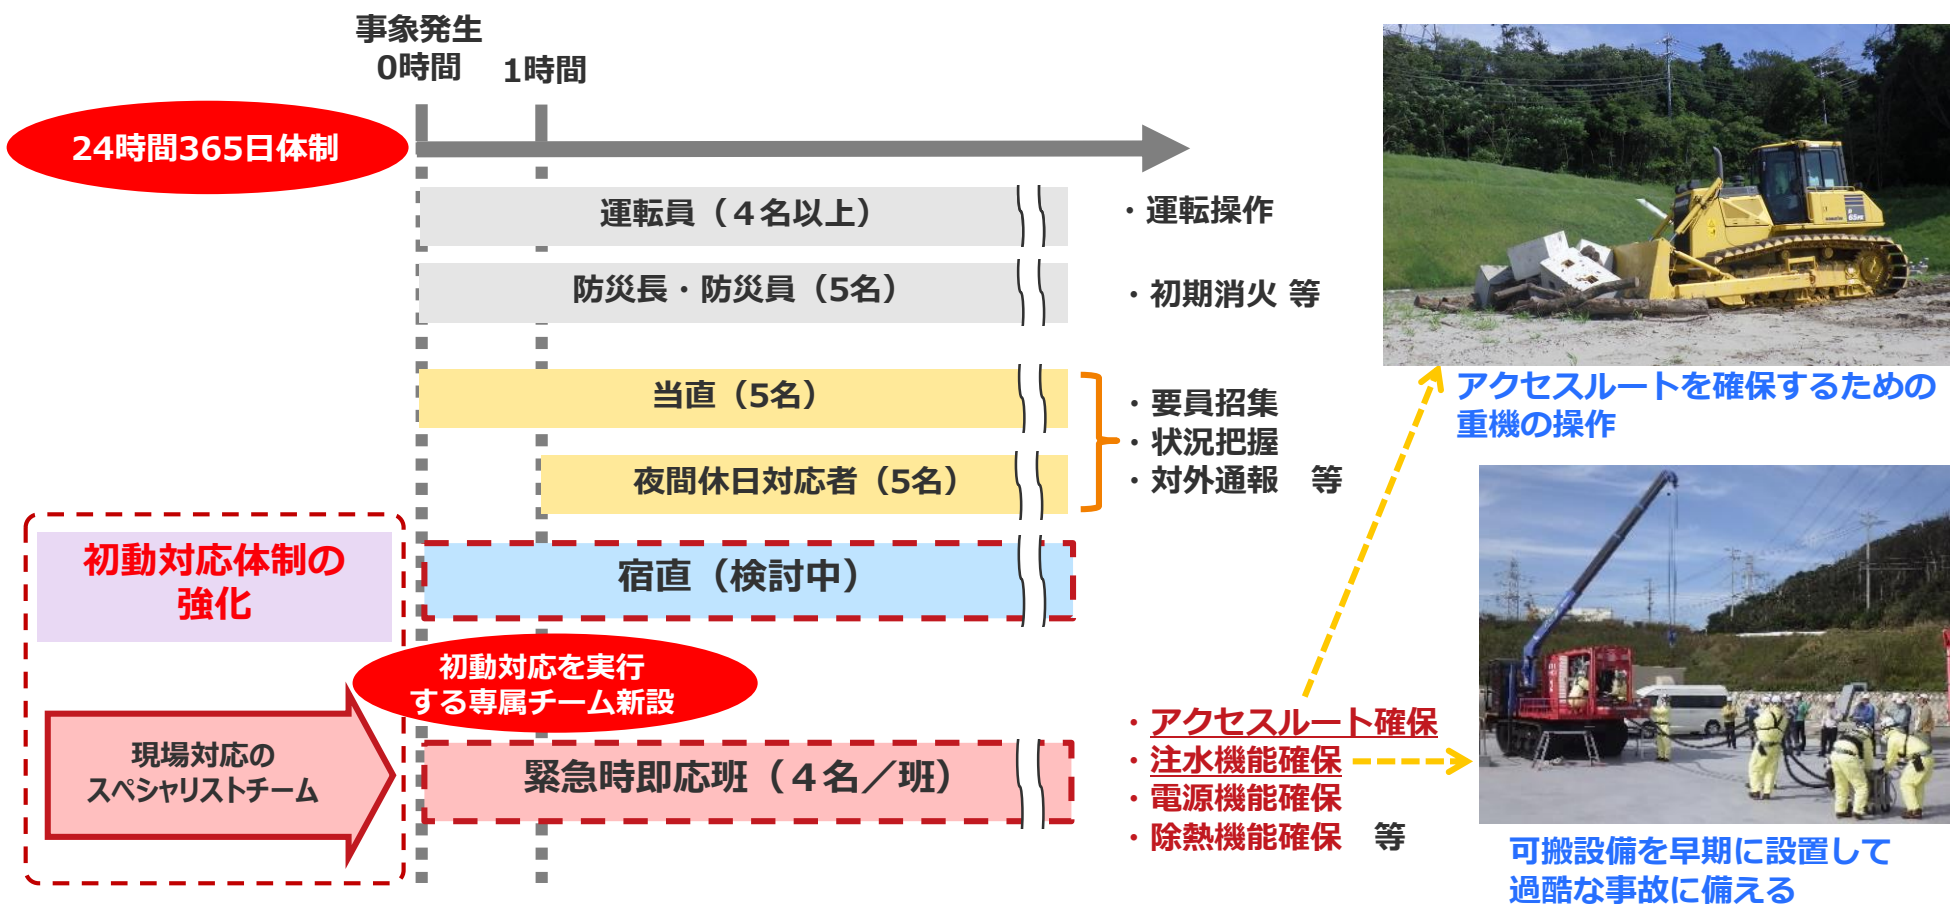 事象発生
0時間
1時間
24時間365日体制
運転員（４名以上）
・運転操作
防災長・防災員（5名）
・初期消火 等
当直（5名）
夜間休日対応者（5名）
・要員招集
・状況把握
・対外通報　等
アクセスルートを確保するための
重機の操作
初動対応体制の
強化
宿直（検討中）
初動対応を実行
する専属チーム新設
現場対応の
スペシャリストチーム
緊急時即応班（４名／班）
・アクセスルート確保
・注水機能確保
・電源機能確保
・除熱機能確保　等
可搬設備を早期に設置して
過酷な事故に備える